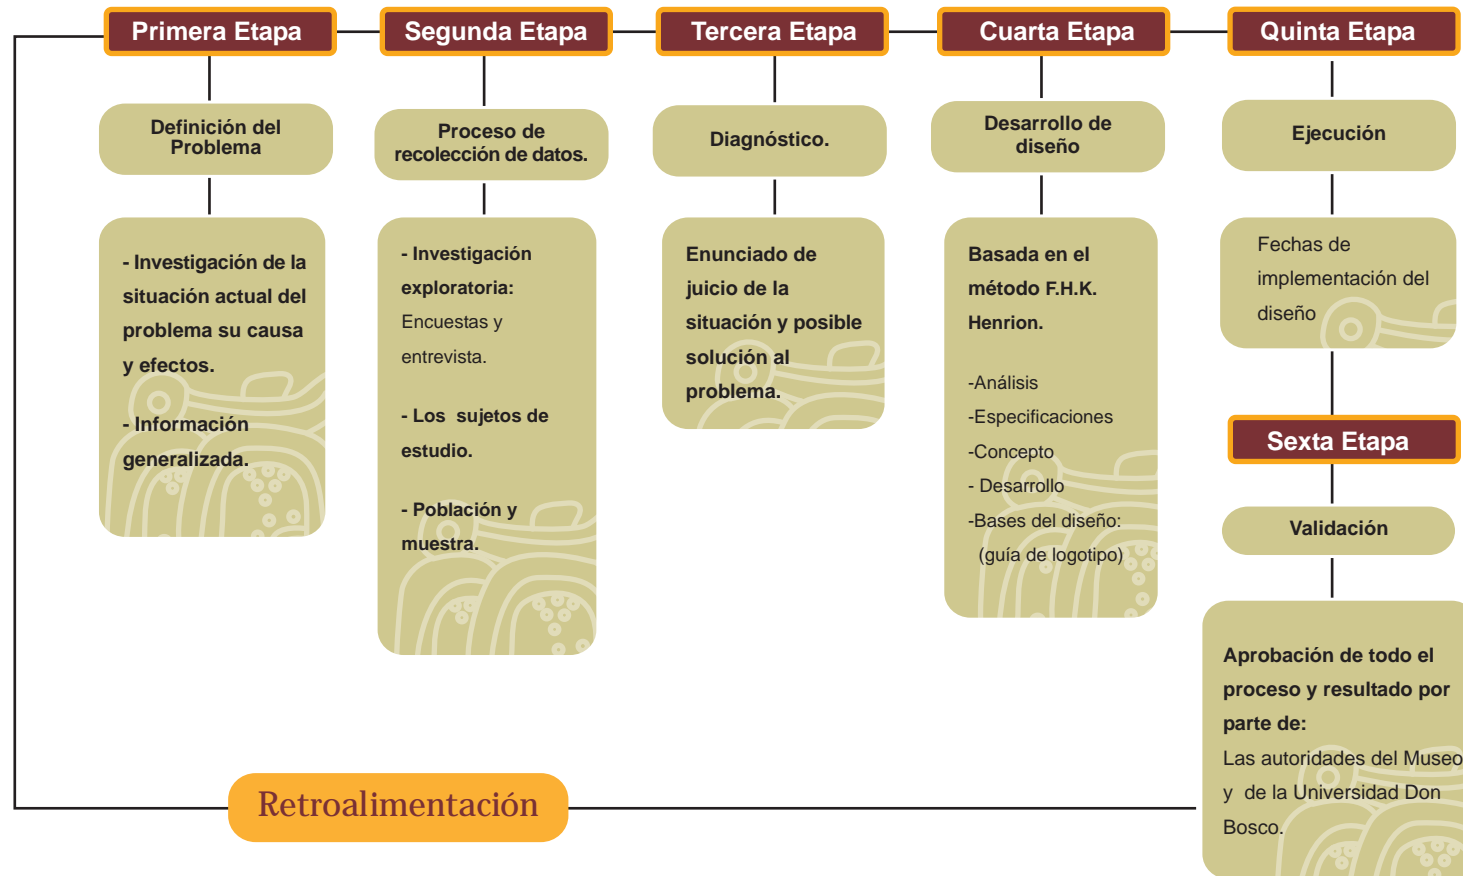 Primera Etapa
Definición del
Problema
- Investigación de la
situación actual del
problema su causa
y efectos.
- Información
generalizada.
Segunda Etapa
Proceso de
recolección de datos.
- Investigación
exploratoria:
Encuestas y
entrevista.
- Los  sujetos de
estudio.
- Población y
muestra.
Tercera Etapa
Diagnóstico.
Enunciado de
juicio de la
situación y posible
solución al
problema.
Cuarta Etapa
Desarrollo de
diseño
Basada en el
método F.H.K.
Henrion.
-Análisis
-Especificaciones
-Concepto
- Desarrollo
-Bases del diseño:
(guía de logotipo)
Quinta Etapa
Ejecución
Fechas de
implementación del
diseño
Sexta Etapa
Validación
Aprobación de todo el
proceso y resultado por
parte de:
Las autoridades del Museo
y  de la Universidad Don
Bosco.
Retroalimentación